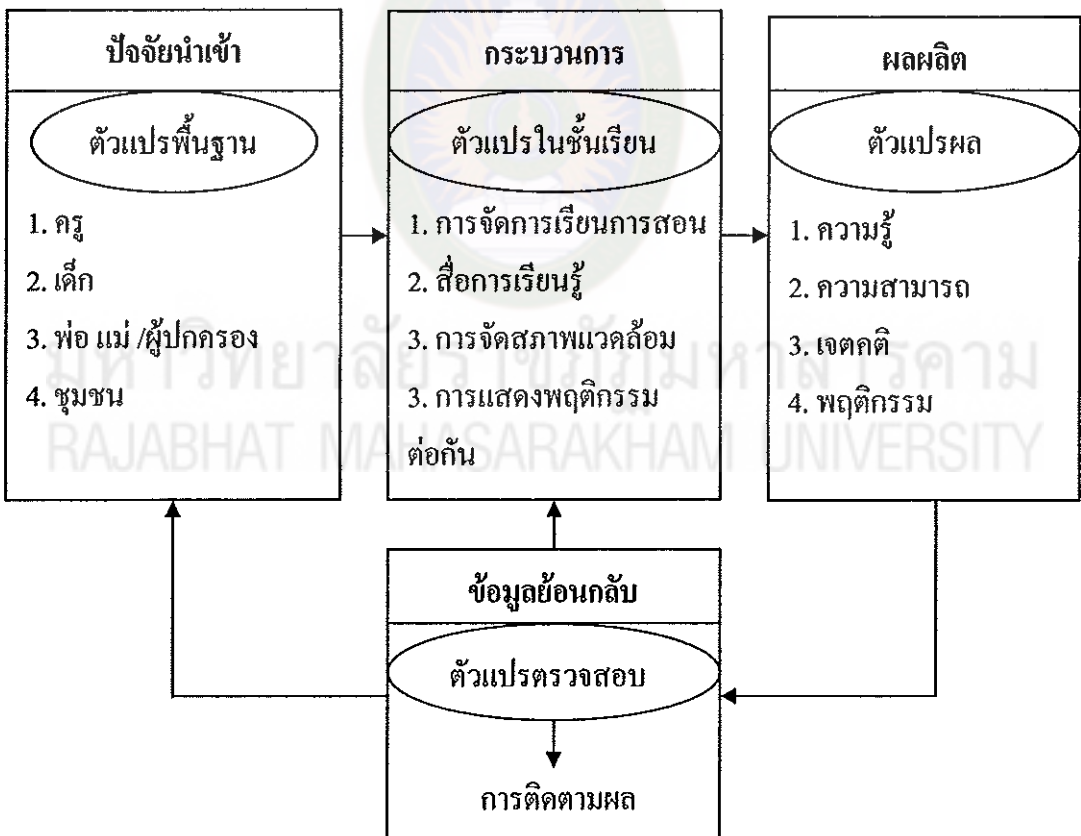 ปัจจัยนำเข้า
ตัวแปรพื้นฐาน
1. ครู
2. เด็ก
3. พ่อ แม่ /ผู้ปกครอง
4. ชุมชน
กระบวนการ
ตัวแปรในชั้นเรียน
1. การจัดการเรียนการสอน
2. สื่อการเรียนรู้
3. การจัดสภาพแวดล้อม
3. การแสดงพฤติกรรม
ต่อกัน
ผลผลิต
ตัวแปรผล
1. ความรู้
2. ความสามารถ
3. เจตคติ
4. พฤติกรรม
ข้อมูลย้อนกลับ
ตัวแปรตรวจสอบ
การติดตามผล
มหาวิทยาลัยราชภัฏมหาสารคาม
RAJABHAT MAHASARAKHAM UNIVERSITY